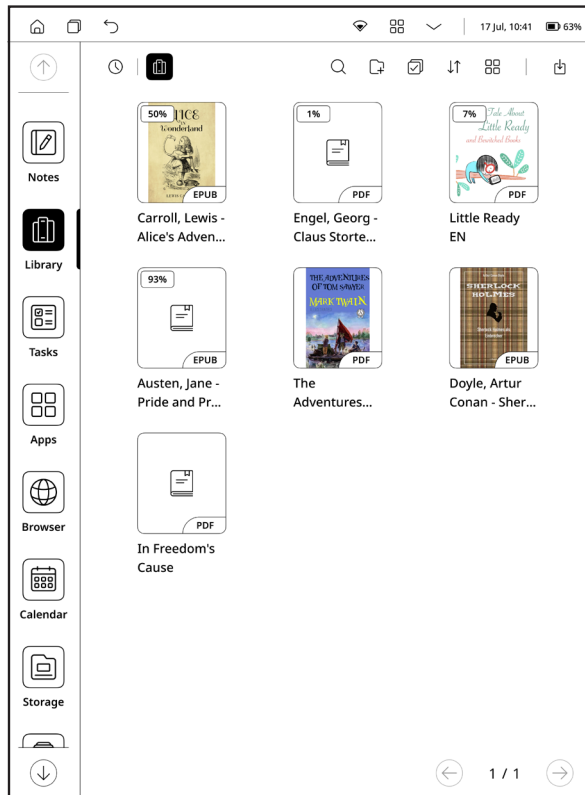 17 Jul, 10:41 63%
Notes
Library
Tasks
Apps
Browser
Calendar
Storage
50%
ALICE
IN
Wonderland
EPUB
Carroll, Lewis -
Alice's Adven...
1%
PDF
Engel, Georg -
Claus Storte...
7%
Tale About
Little Ready
and Bewitched Books
PDF
Little Ready
EN
93%
EPUB
Austen, Jane -
Pride and Pr...
THE ADVENTURES
OF TOM SAWYER
MARK TWAIN
PDF
The
Adventures...
SHERLOCK
HOLMES
EPUB
Doyle, Artur
Conan - Sher...
PDF
In Freedom's
Cause
1 / 1